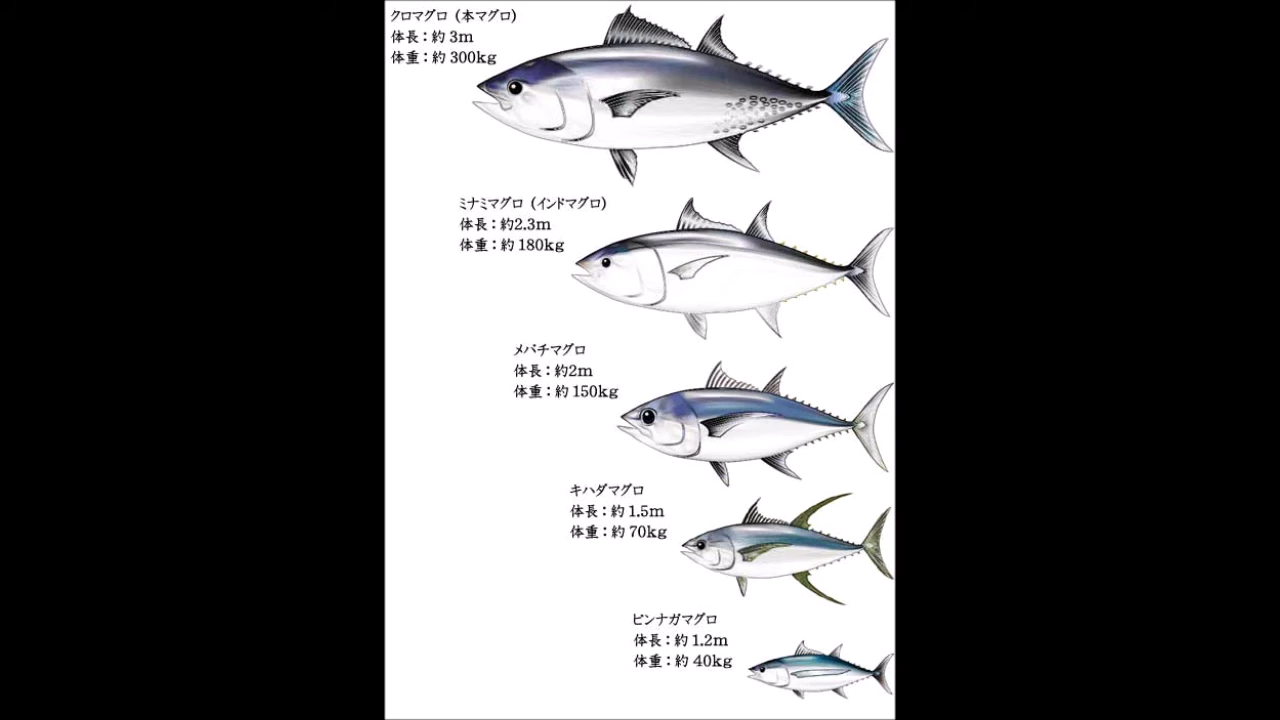 クロマグロ（本マグロ）
体長：約 3m
体重：約 300kg
ミナミマグロ（インドマグロ）
体長：約2.3m
体重：約 180kg
メバチマグロ
体長：約2m
体重：約 150kg
キハダマグロ
体長：約 1.5m
体重：約 70kg
ビンナガマグロ
体長：約 1.2m
体重：約 40kg